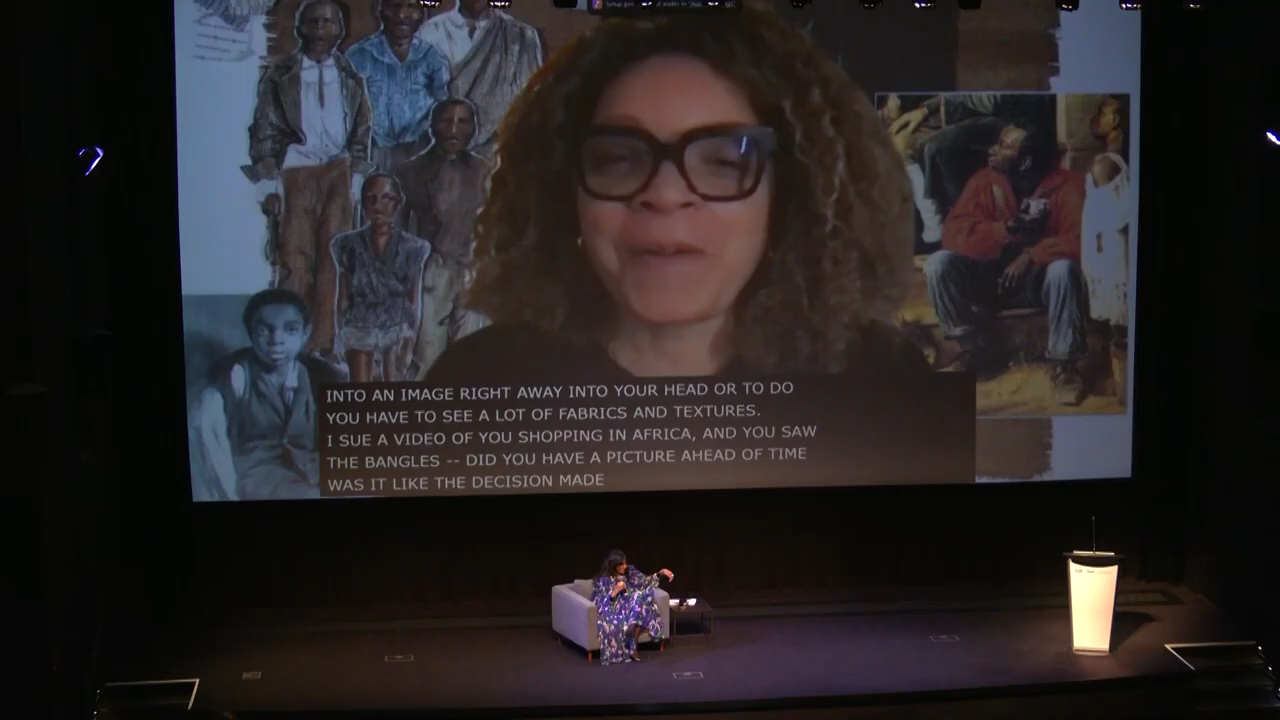 INTO AN IMAGE RIGHT AWAY INTO YOUR HEAD OR TO DO
YOU HAVE TO SEE A LOT OF FABRICS AND TEXTURES.
I SUE A VIDEO OF YOU SHOPPING IN AFRICA, AND YOU SAW
THE BANGLES -- DID YOU HAVE A PICTURE AHEAD OF TIME
WAS IT LIKE THE DECISION MADE